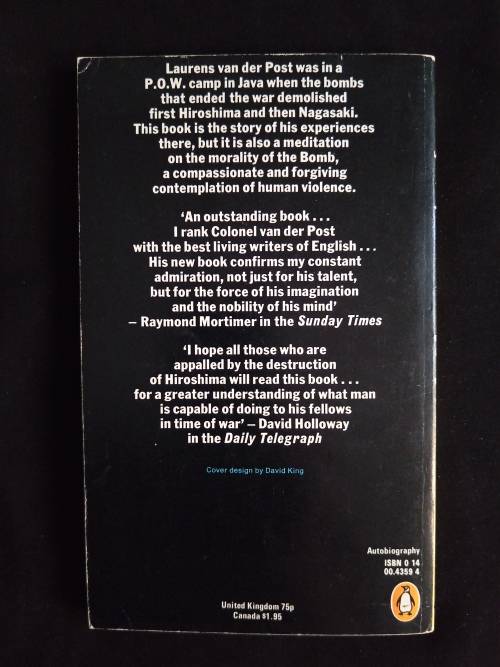 Laurens van der Post was in a
P.O.W. camp in Java when the bombs
that ended the war demolished
first Hiroshima and then Nagasaki.
This book is the story of his experiences
there, but it is also a meditation
on the morality of the Bomb,
a compassionate and forgiving
contemplation of human violence.
‘An outstanding book . . .
I rank Colonel van der Post
with the best living writers of English . . .
His new book confirms my constant
admiration, not just for his talent,
but for the force of his imagination
and the nobility of his mind’
– Raymond Mortimer in the Sunday Times
‘I hope all those who are
appalled by the destruction
of Hiroshima will read this book . . .
for a greater understanding of what man
is capable of doing to his fellows
in time of war’ – David Holloway
in the Daily Telegraph
Cover design by David King
Autobiography
ISBN 0 14
00.4359 4
United Kingdom 75p
Canada $1.95